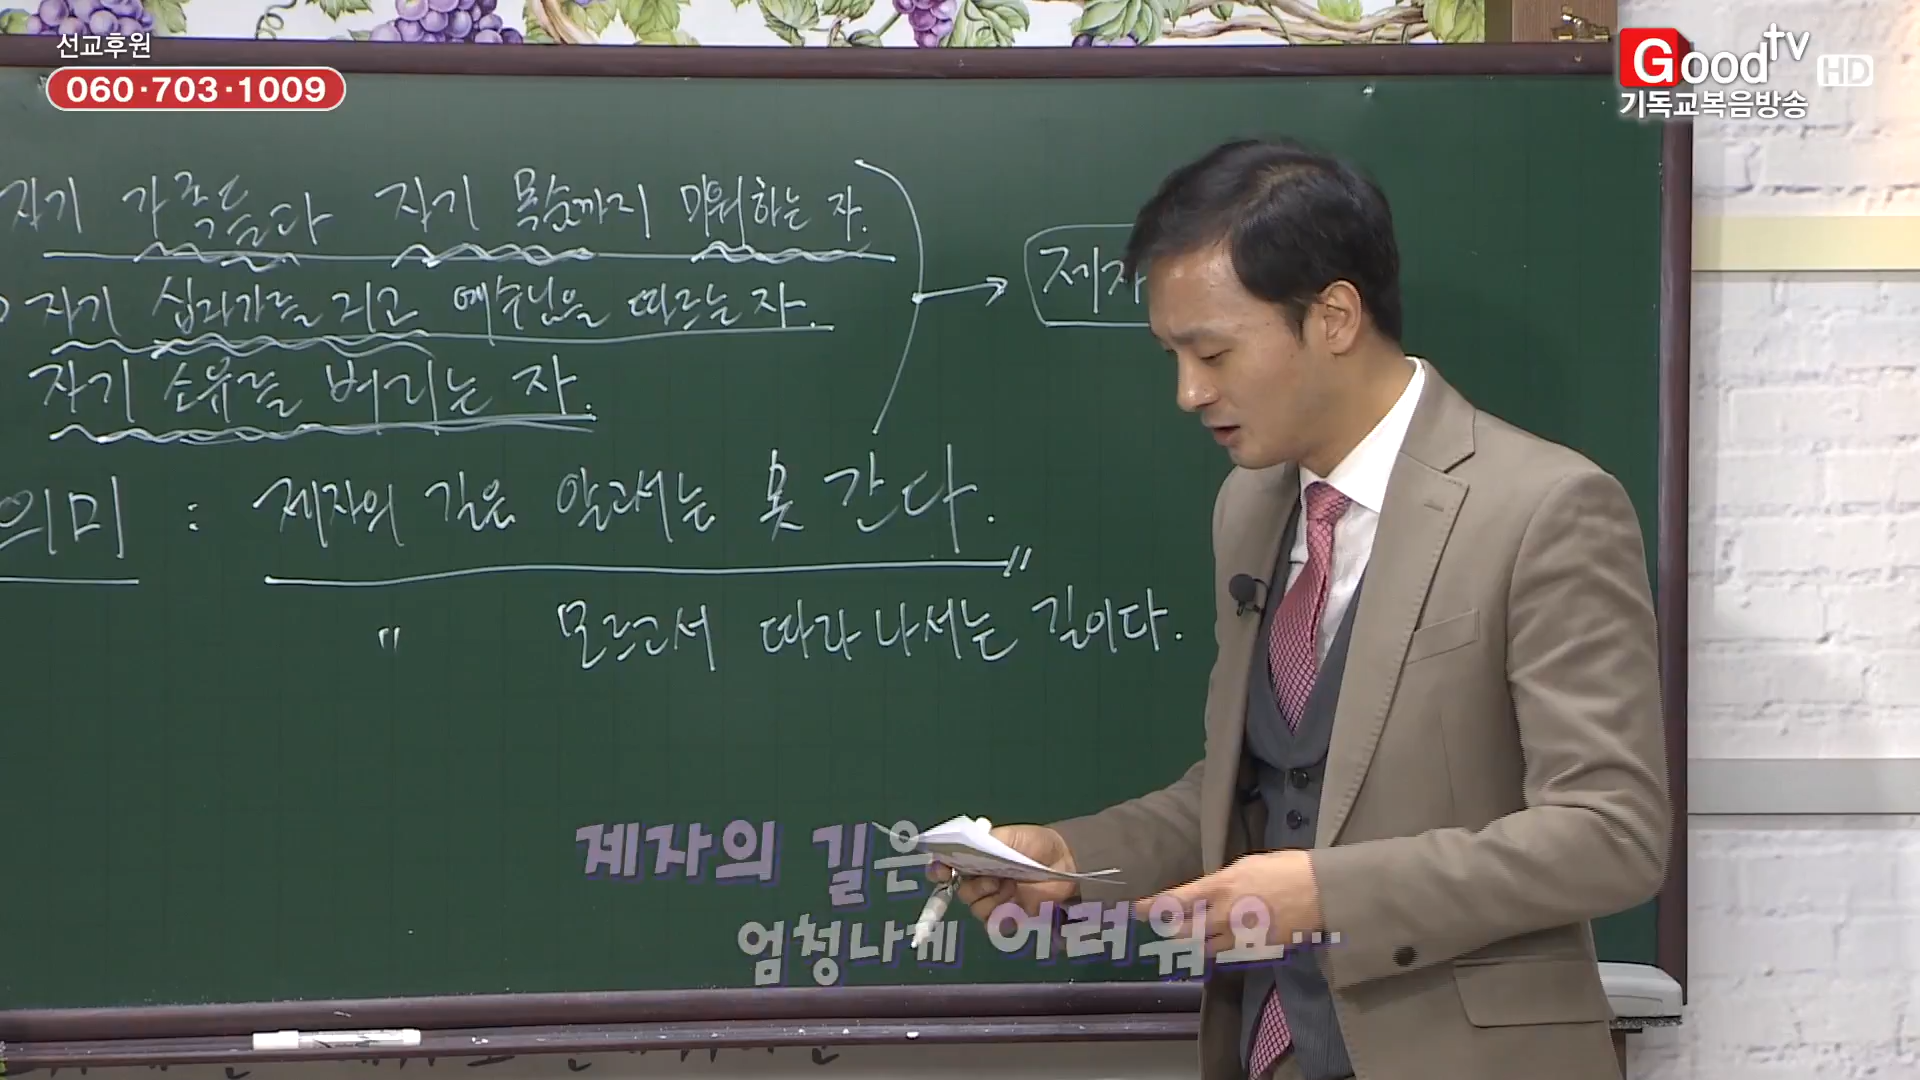 선교후원
060·703·1009
Good tv HD
기독교복음방송
자기 가족들과 자기 목숨까지 미워하는 자.
자기 십자가를 지고 예수님을 따르는 자.
자기 소유를 버리는 자.
제자
의미 : 제자의 길은 알고서는 못 간다.
" 모르고서 따라 나서는 길이다.
제자의 길은
엄청나게 어려워요...